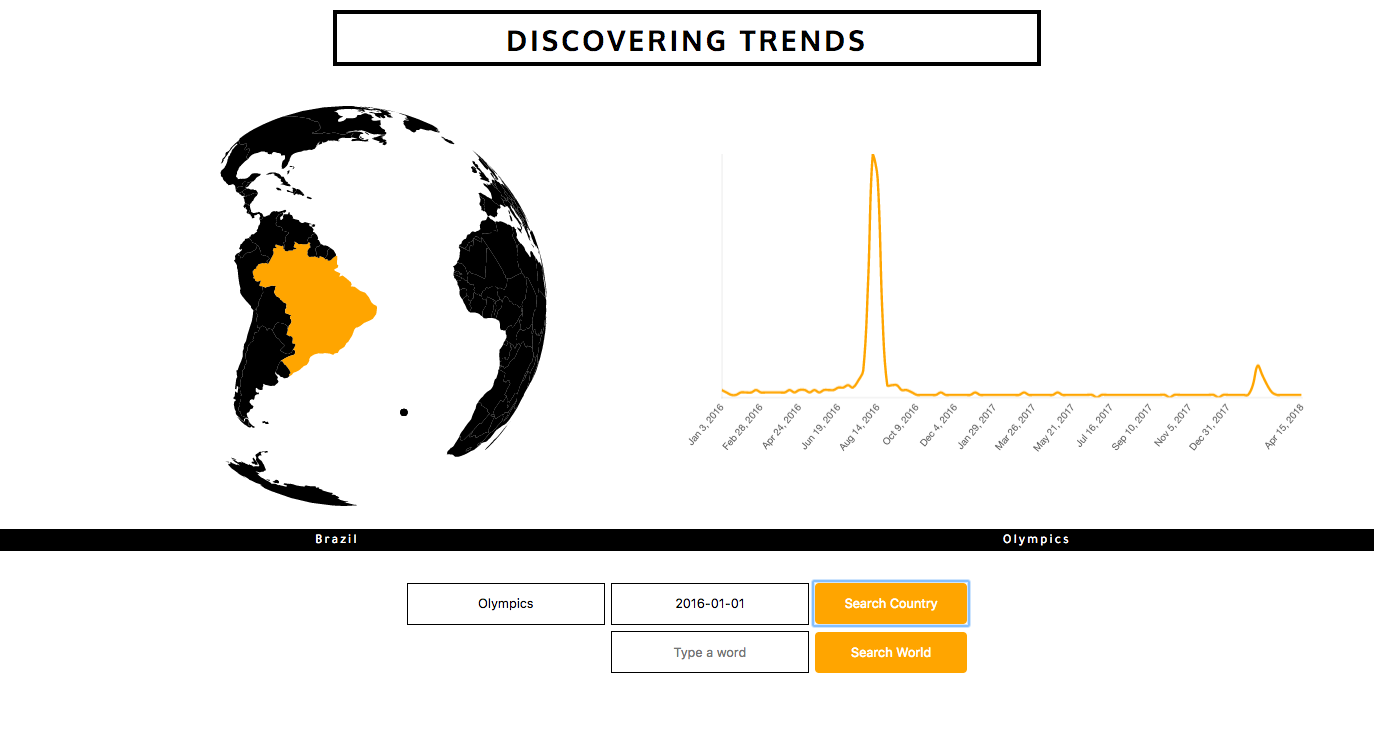 DISCOVERING TRENDS
Jan 3, 2016
Feb 28, 2016
Apr 24, 2016
Jun 19, 2016
Aug 14, 2016
Oct 9, 2016
Dec 4, 2016
Jan 29, 2017
Mar 26, 2017
May 21, 2017
Jul 16, 2017
Sep 10, 2017
Nov 5, 2017
Dec 31, 2017
Apr 15, 2018
Brazil
Olympics
Olympics
2016-01-01
Search Country
Type a word
Search World